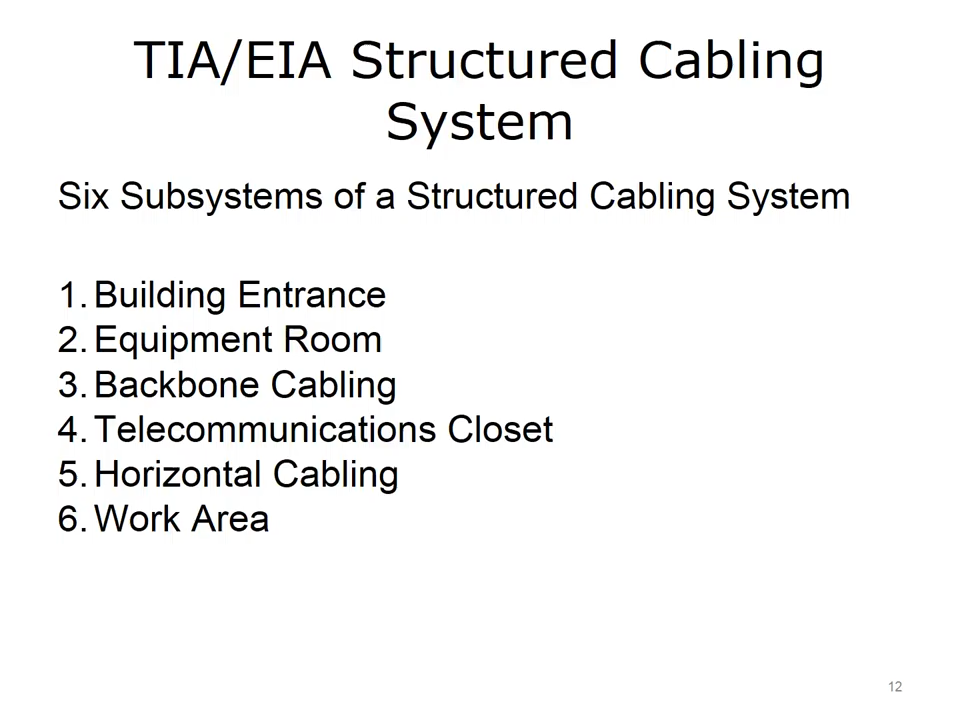 TIA/EIA Structured Cabling
System
Six Subsystems of a Structured Cabling System
1. Building Entrance
2. Equipment Room
3. Backbone Cabling
4. Telecommunications Closet
5. Horizontal Cabling
6. Work Area
12